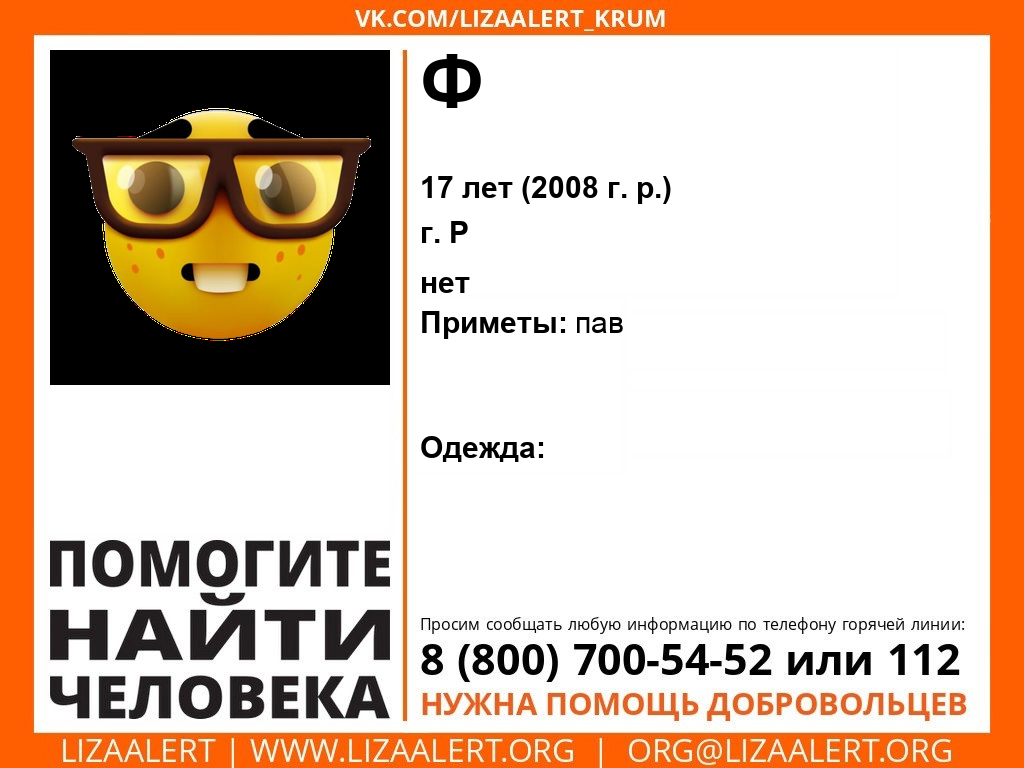 VK.COM/LIZAALERT_KRUM
Ф
17 лет (2008 г. р.)
г. Р
нет
Приметы: пав
Одежда:
ПОМОГИТЕ
НАЙТИ
ЧЕЛОВЕКА
Просим сообщать любую информацию по телефону горячей линии:
8 (800) 700-54-52 или 112
НУЖНА ПОМОЩЬ ДОБРОВОЛЬЦЕВ
LIZAALERT | WWW.LIZAALERT.ORG | ORG@LIZAALERT.ORG